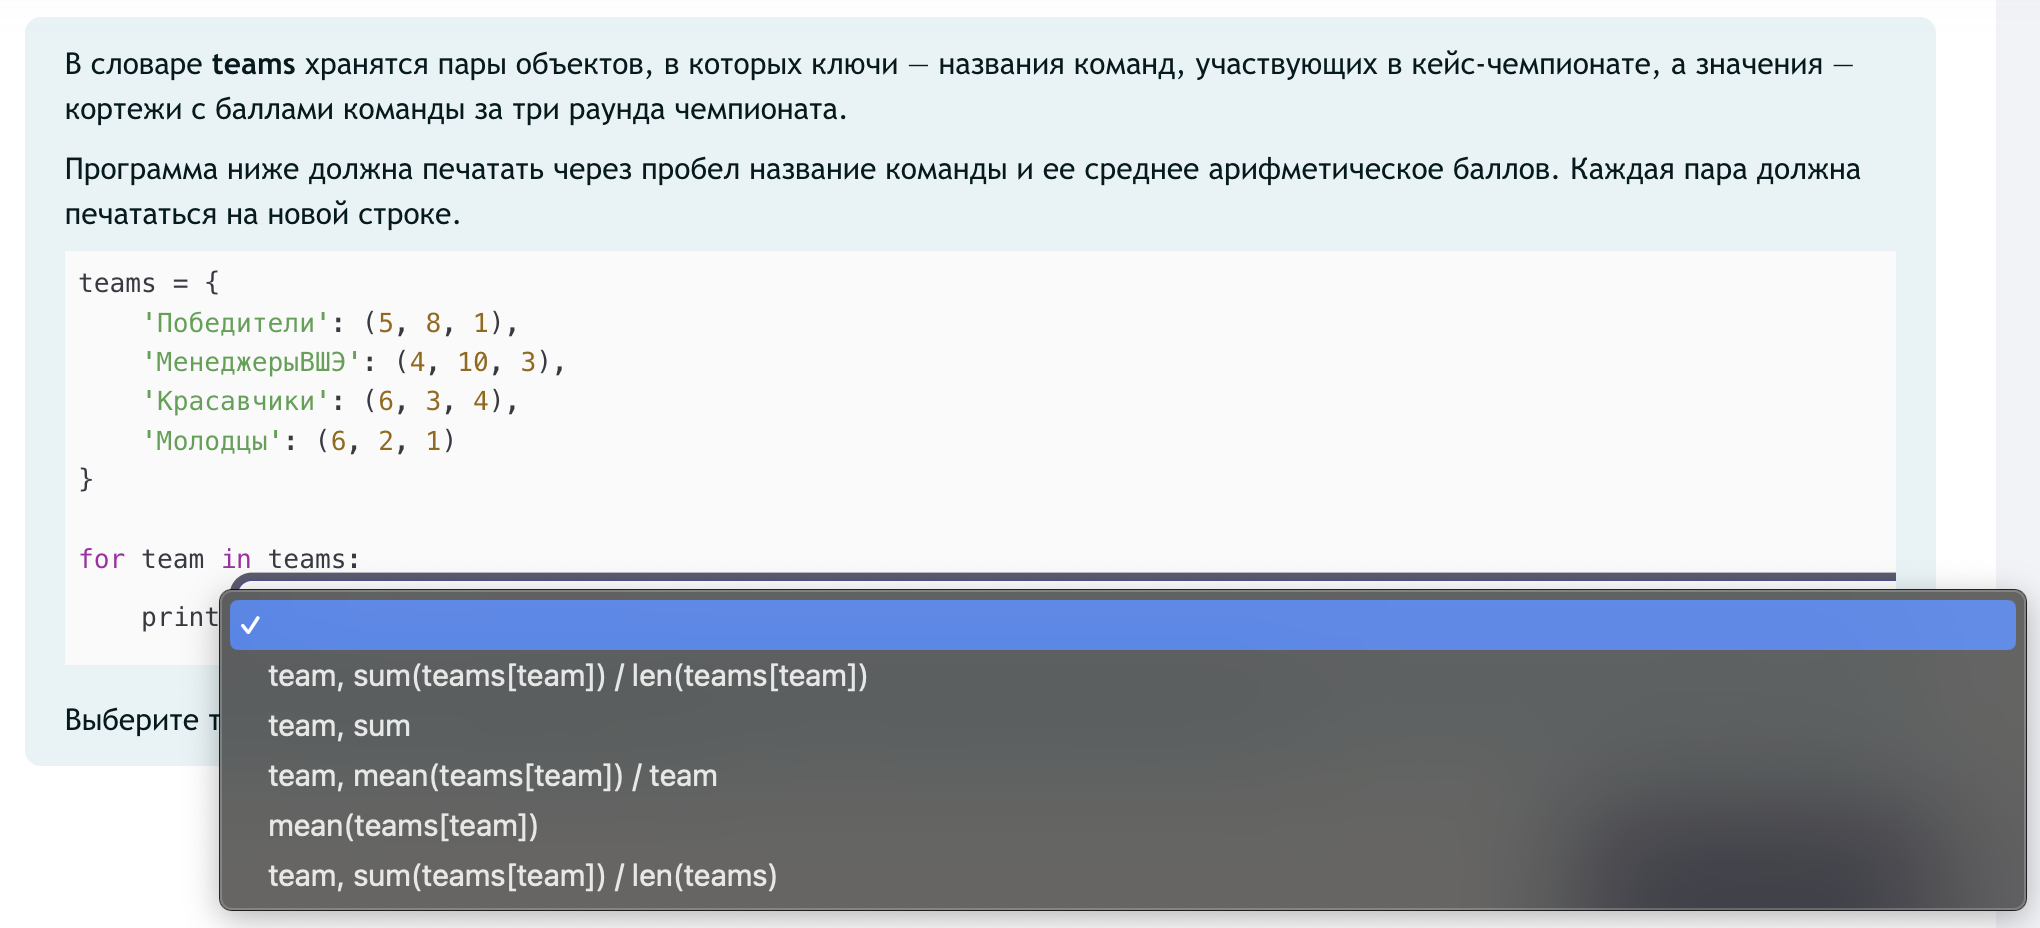 В словаре teams хранятся пары объектов, в которых ключи — названия команд, участвующих в кейс-чемпионате, а значения —
кортежи с баллами команды за три раунда чемпионата.
Программа ниже должна печатать через пробел название команды и ее среднее арифметическое баллов. Каждая пара должна
печататься на новой строке.
teams = {
    'Победители': (5, 8, 1),
    'МенеджерыВШЭ': (4, 10, 3),
    'Красавчики': (6, 3, 4),
    'Молодцы': (6, 2, 1)
}
for team in teams:
    print
✓
team, sum(teams[team]) / len(teams[team])
team, sum
team, mean(teams[team]) / team
mean(teams[team])
team, sum(teams[team]) / len(teams)
Выберите